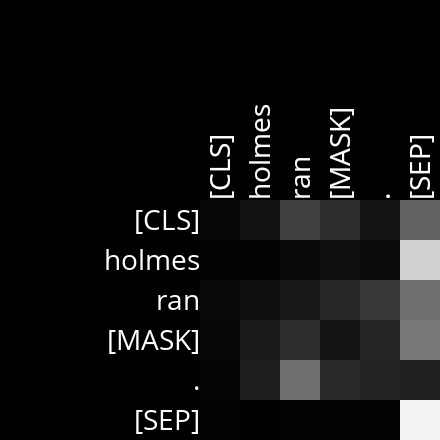 [CLS]
holmes
ran
[MASK]
.
[SEP]
[CLS]
holmes
ran
[MASK]
.
[SEP]